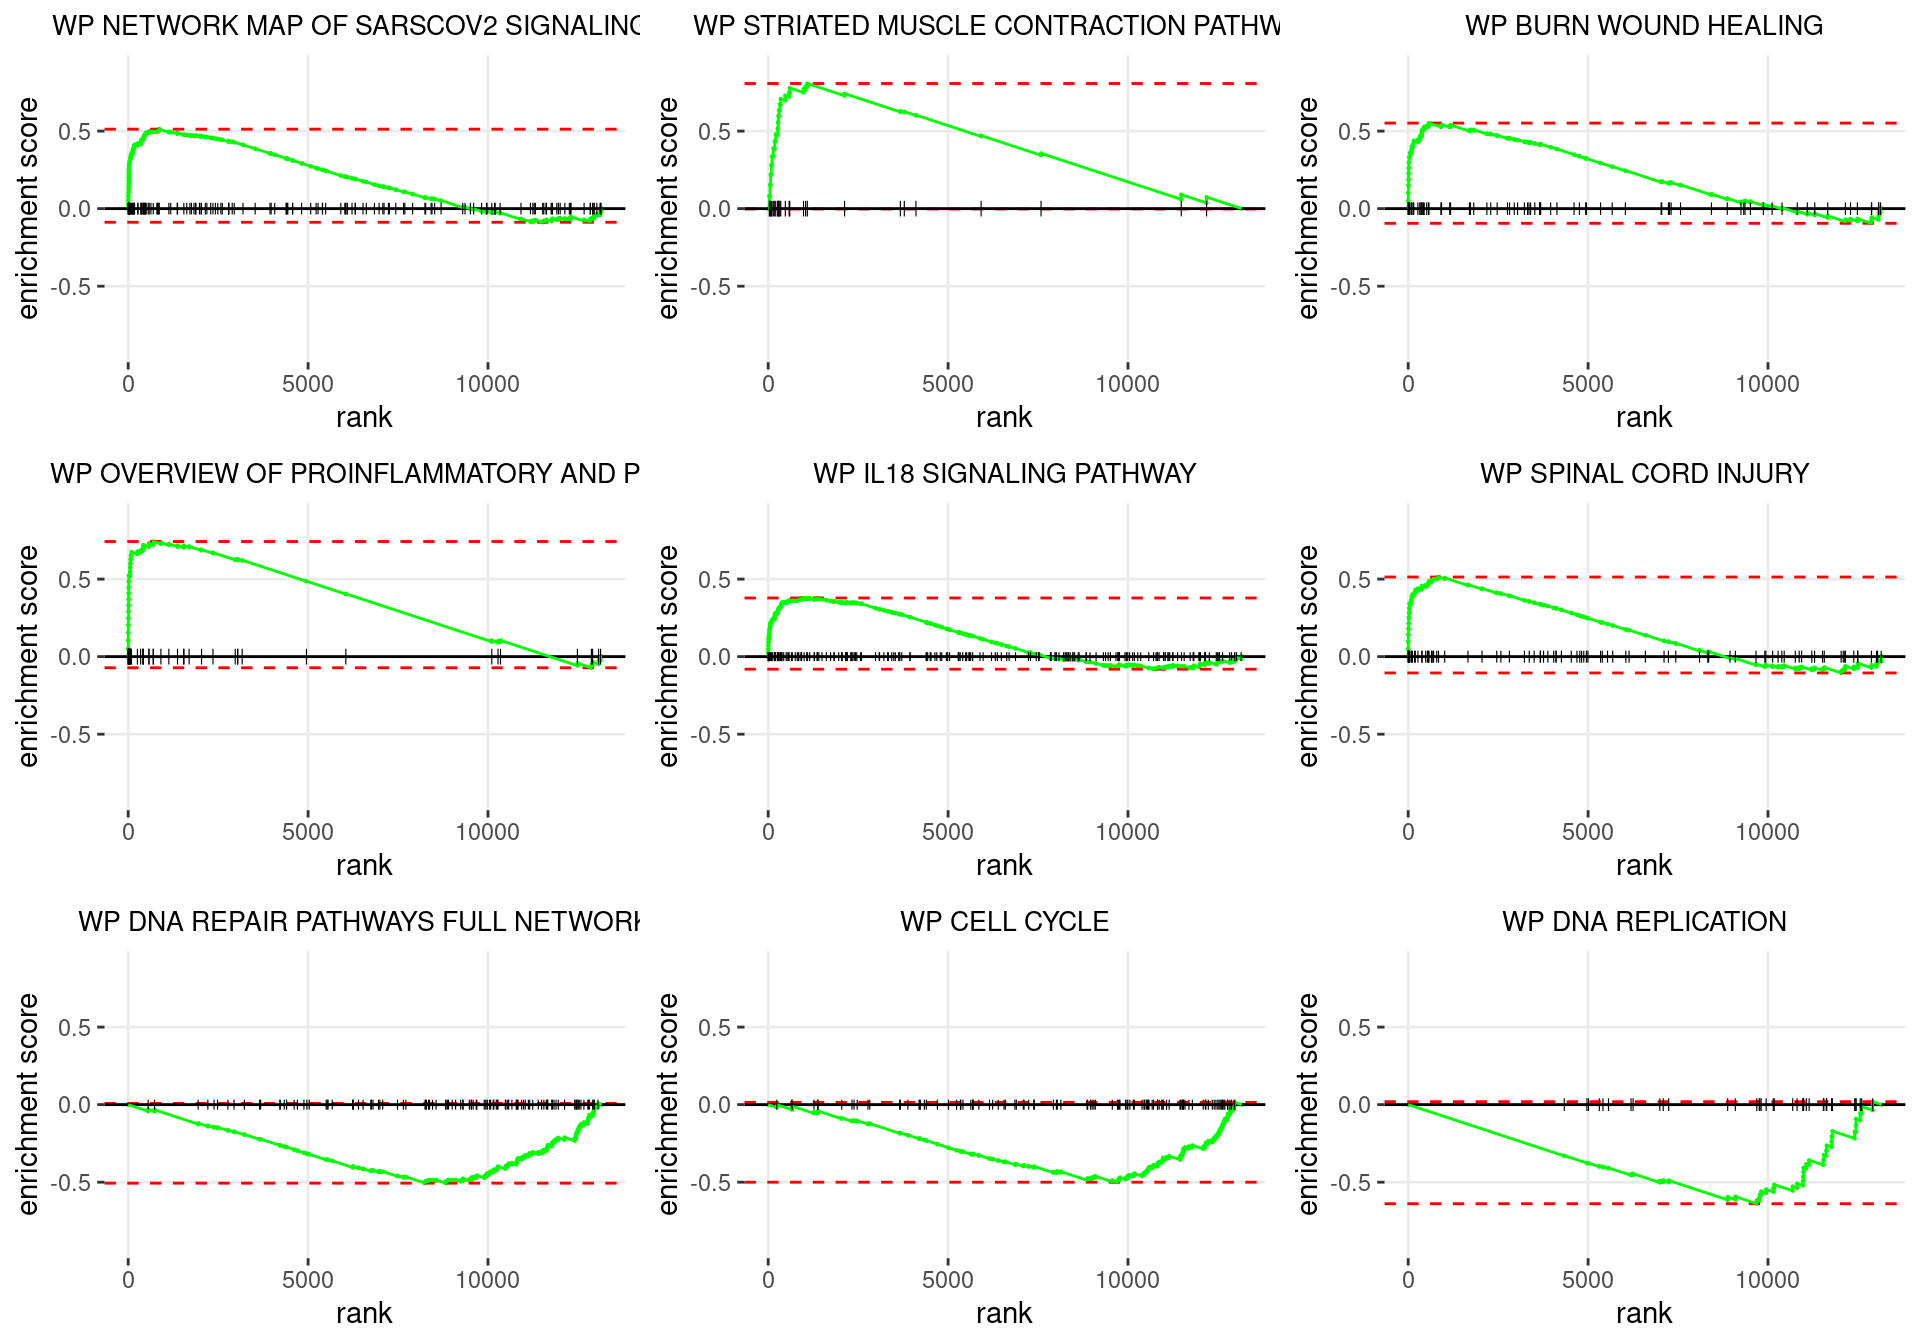 WP NETWORK MAP OF SARSCOV2 SIGNALING
enrichment score
0.5
0.0
-0.5
0 5000 10000
rank
WP STRIATED MUSCLE CONTRACTION PATHW
enrichment score
0.5
0.0
-0.5
0 5000 10000
rank
WP BURN WOUND HEALING
enrichment score
0.5
0.0
-0.5
0 5000 10000
rank
WP OVERVIEW OF PROINFLAMMATORY AND P
enrichment score
0.5
0.0
-0.5
0 5000 10000
rank
WP IL18 SIGNALING PATHWAY
enrichment score
0.5
0.0
-0.5
0 5000 10000
rank
WP SPINAL CORD INJURY
enrichment score
0.5
0.0
-0.5
0 5000 10000
rank
WP DNA REPAIR PATHWAYS FULL NETWORK
enrichment score
0.5
0.0
-0.5
0 5000 10000
rank
WP CELL CYCLE
enrichment score
0.5
0.0
-0.5
0 5000 10000
rank
WP DNA REPLICATION
enrichment score
0.5
0.0
-0.5
0 5000 10000
rank